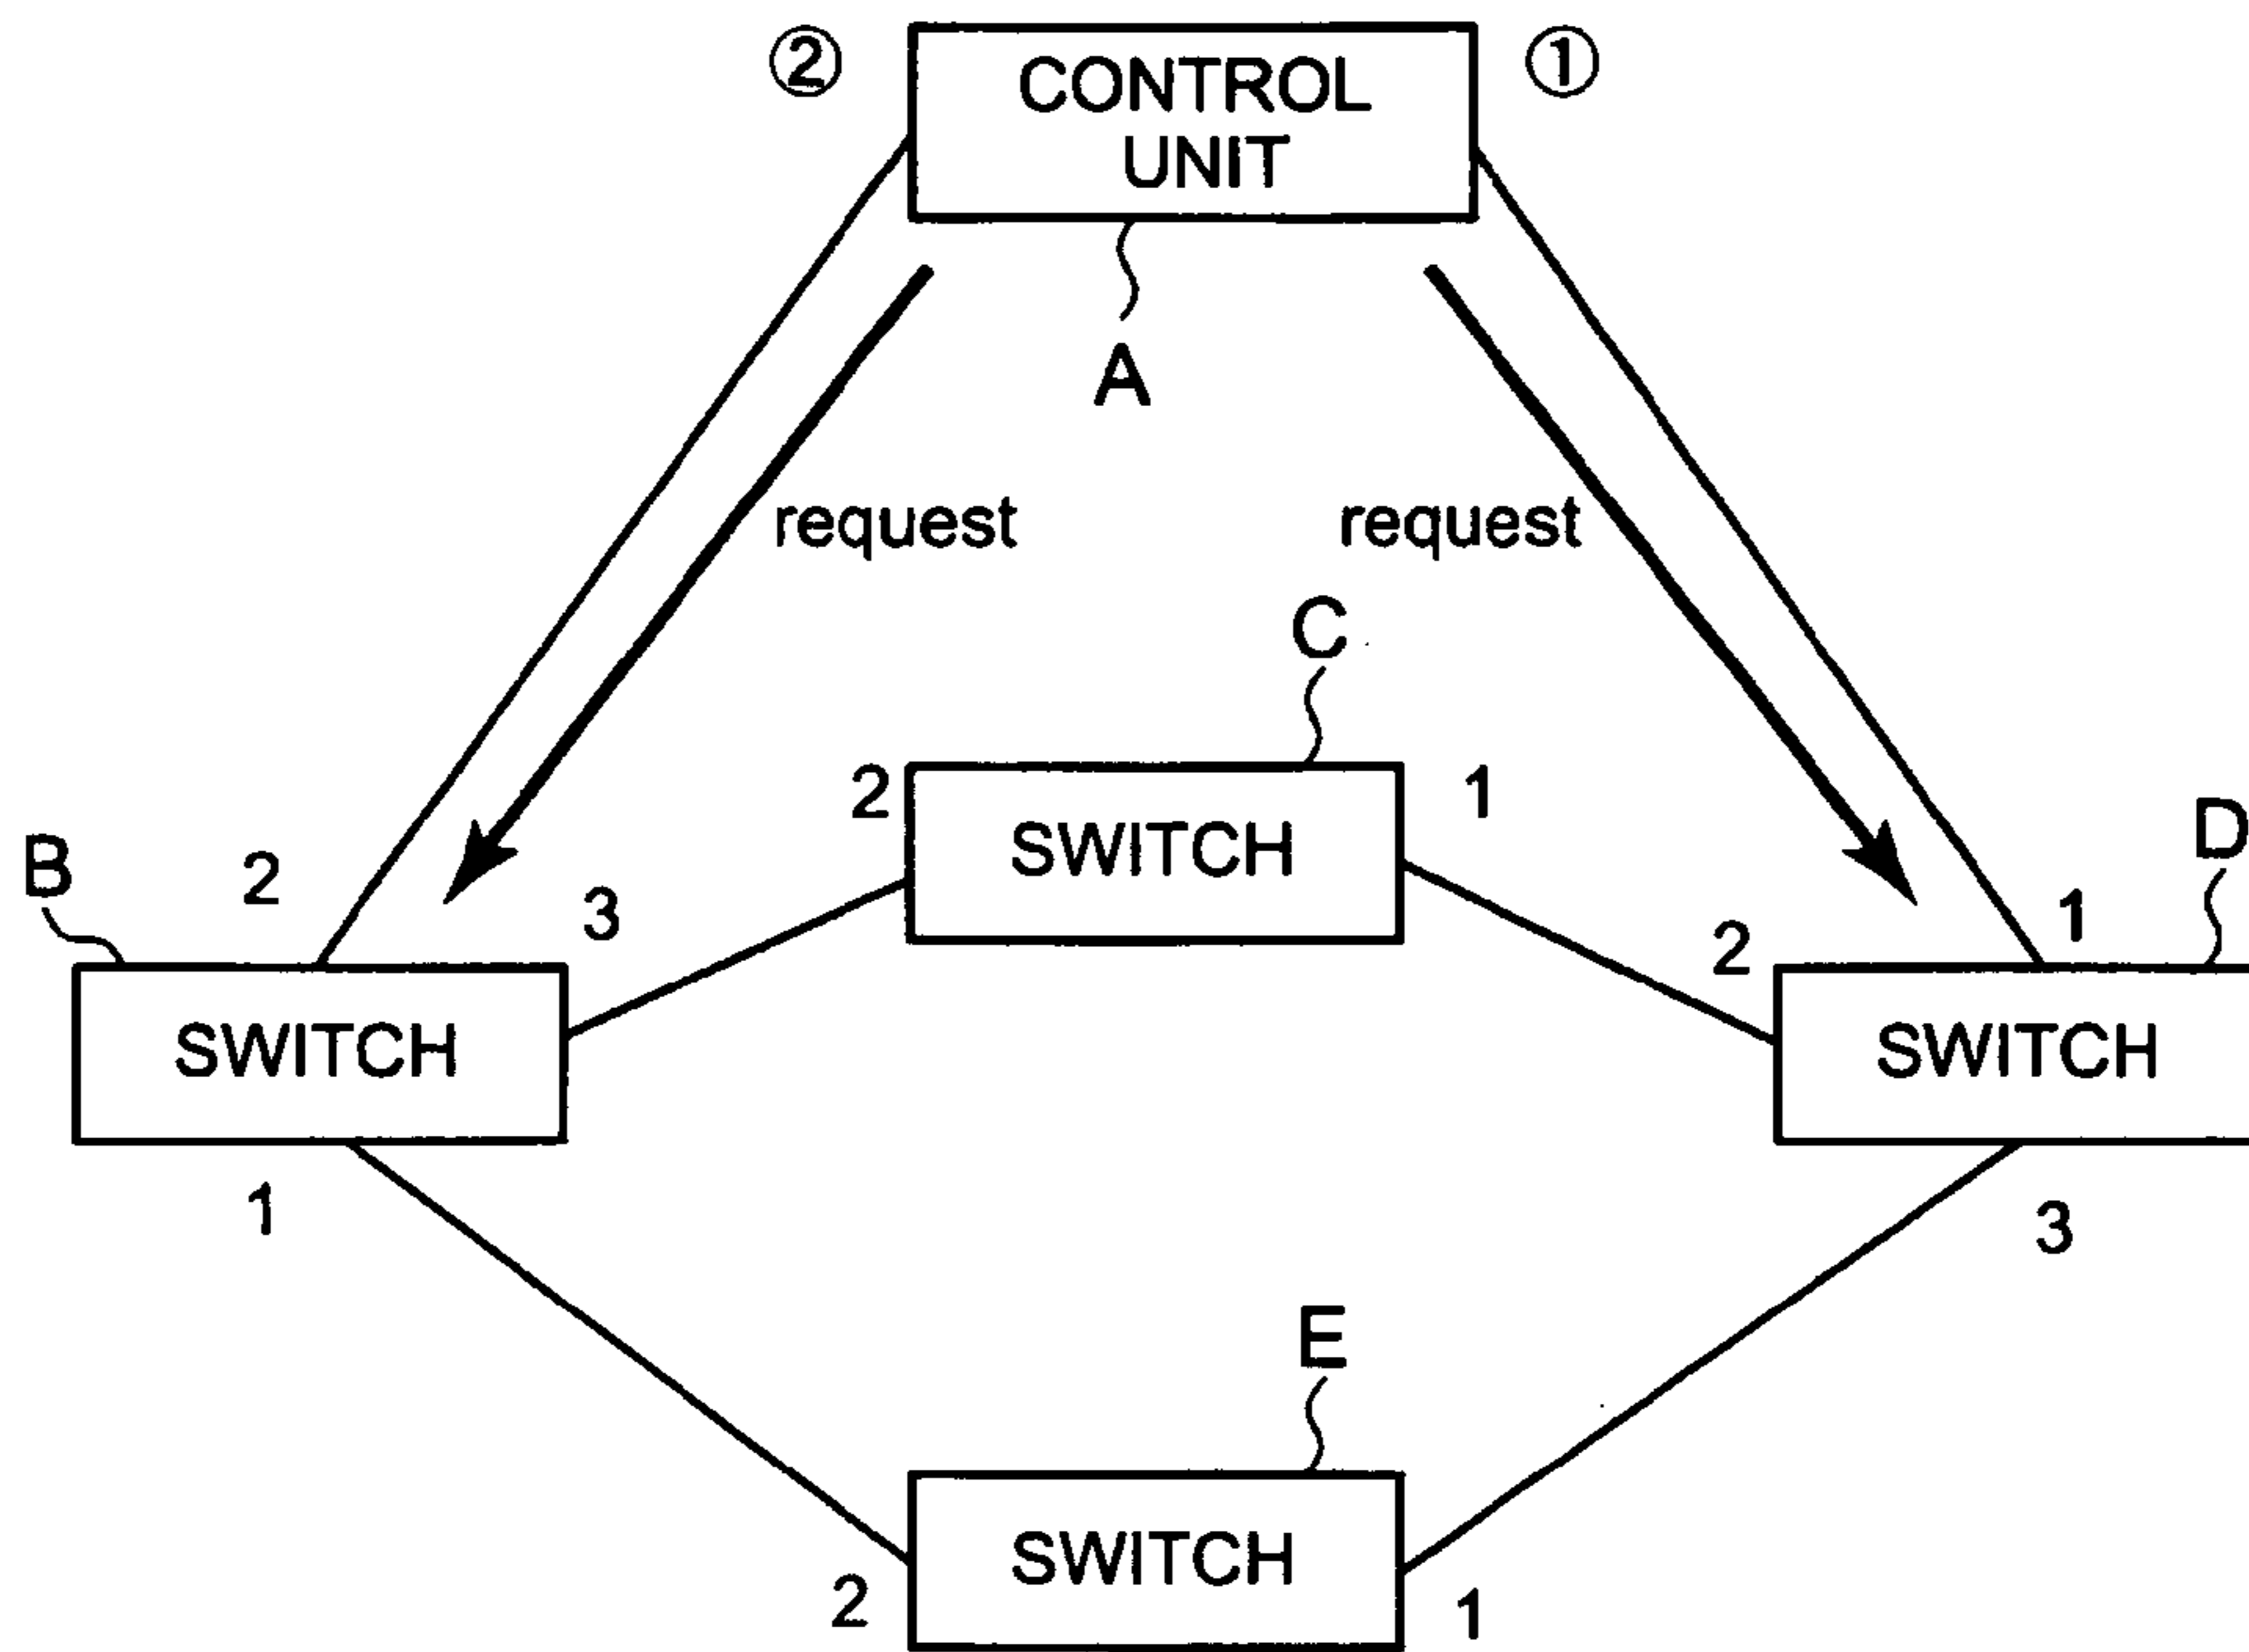 ② CONTROL UNIT ①
A
request request
C
2 SWITCH 1
B 2 3 2 1 D
SWITCH SWITCH
1 3
E
SWITCH
2 1